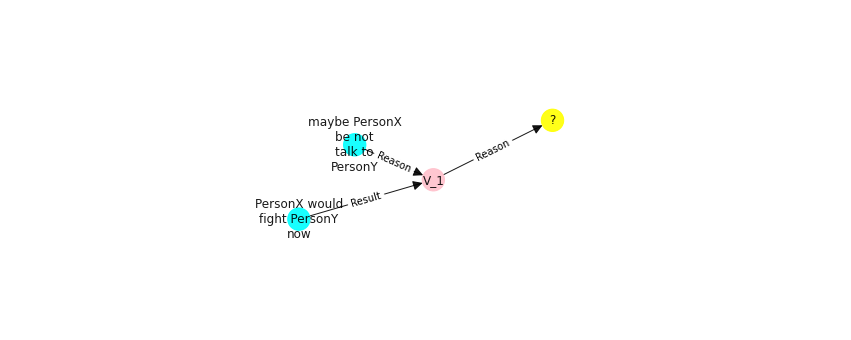 maybe PersonX
be not
talk to
PersonY
Reason
V_1
Reason
?
PersonX would
fight PersonY
now
Result